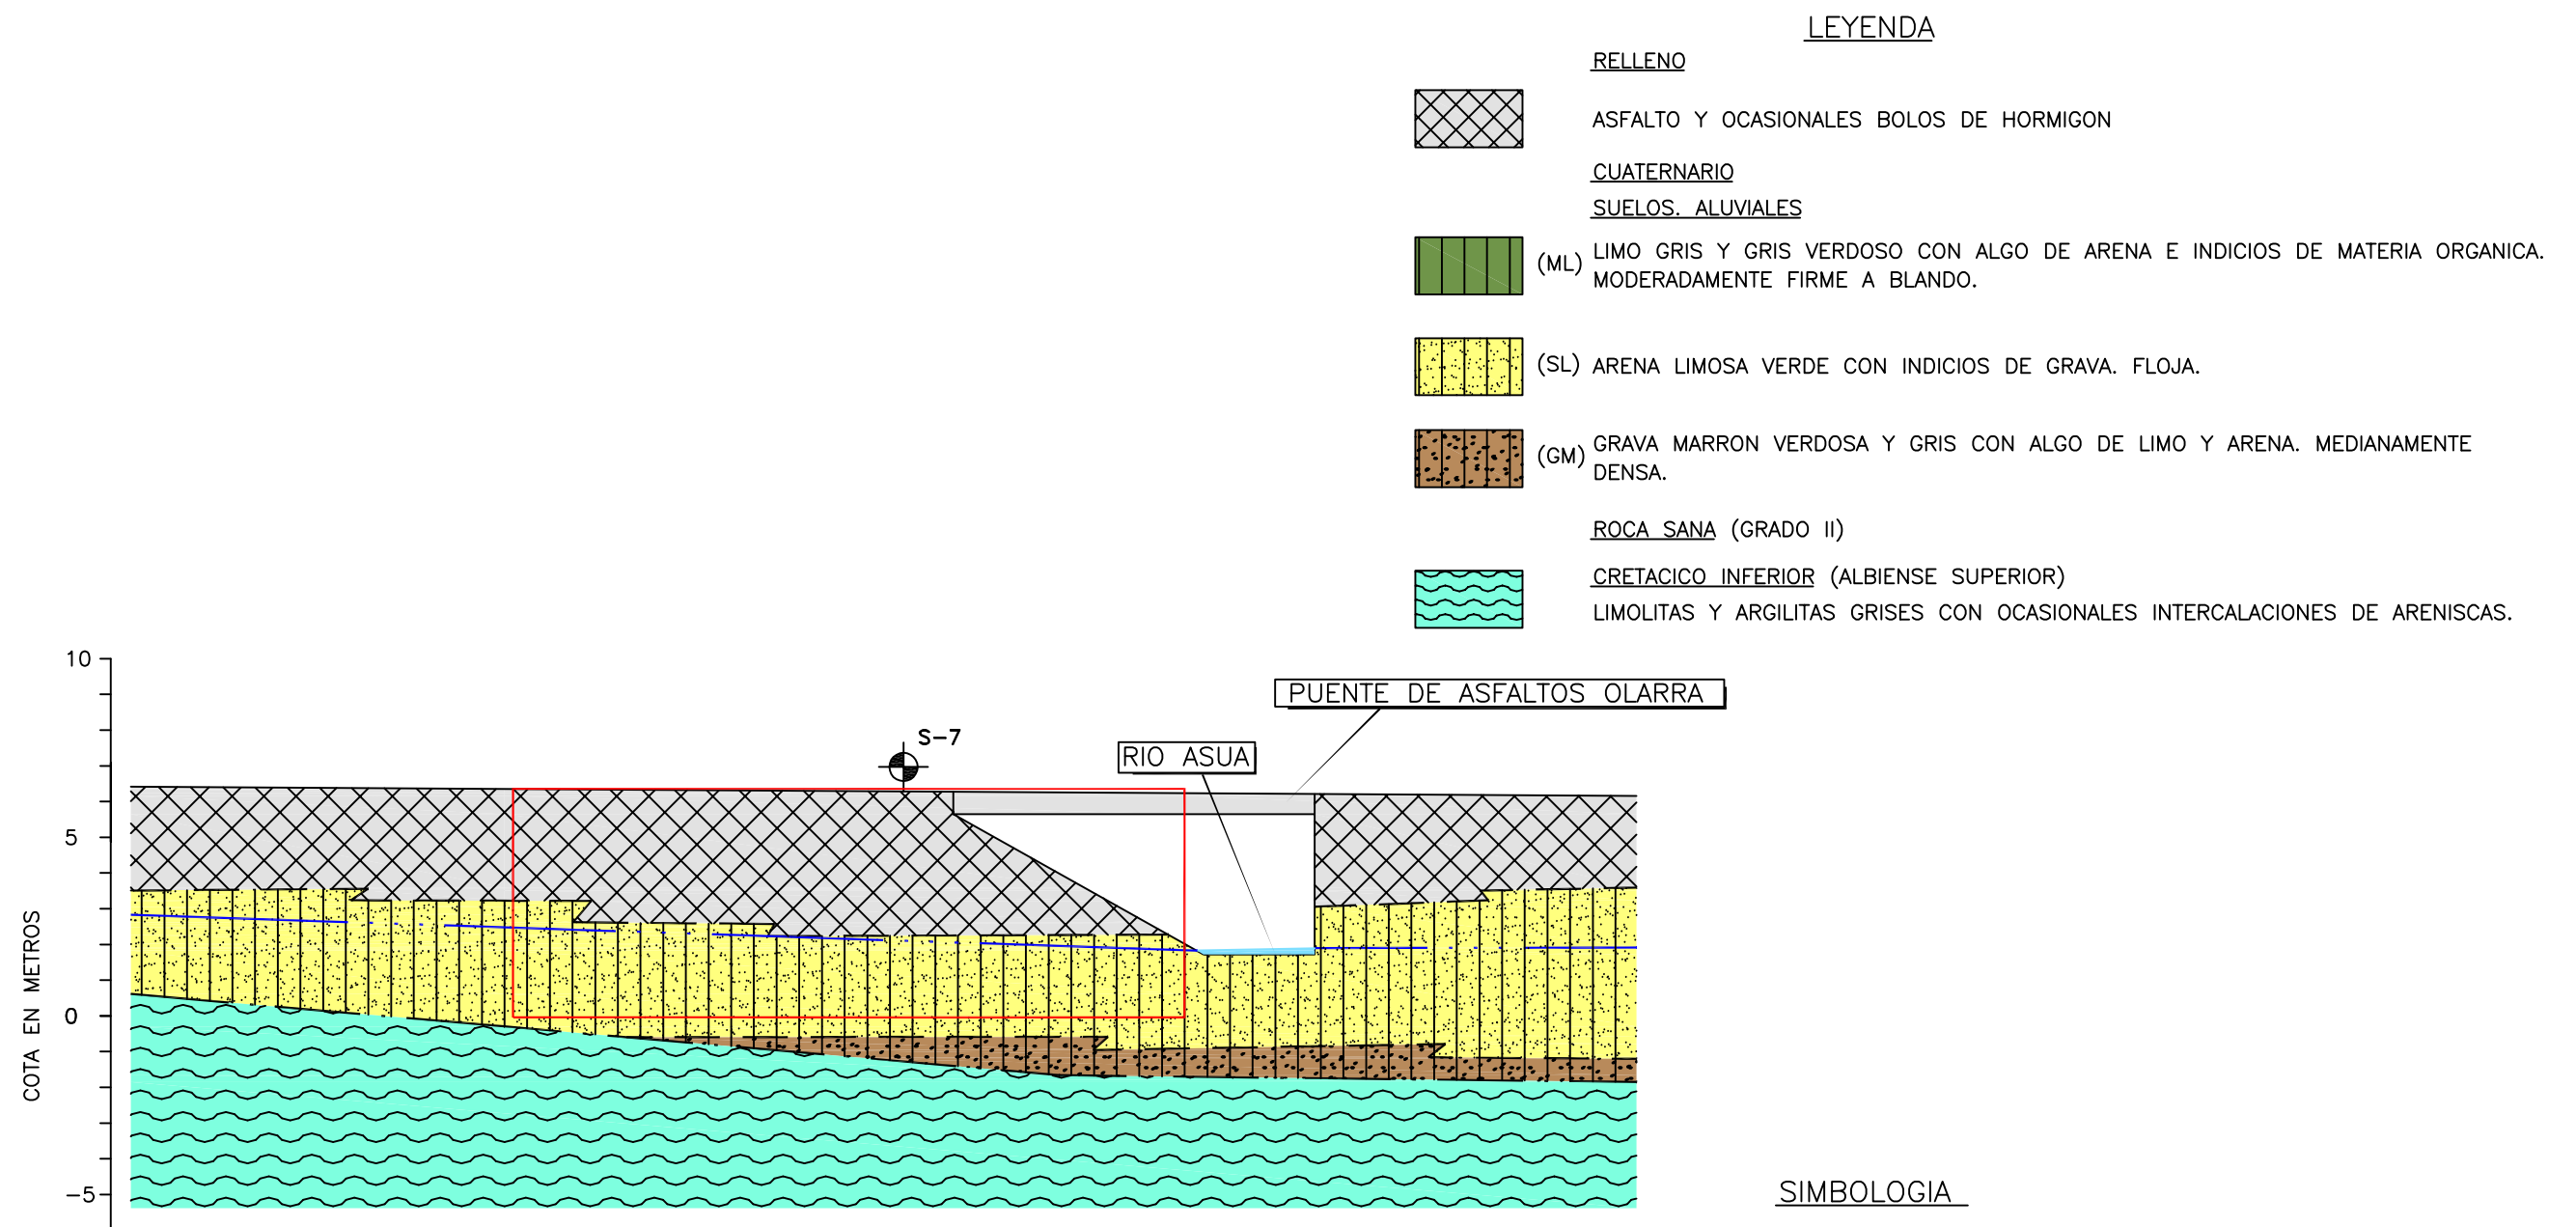 LEYENDA
RELLENO
ASFALTO Y OCASIONALES BOLOS DE HORMIGON
CUATERNARIO
SUELOS. ALUVIALES
(ML) LIMO GRIS Y GRIS VERDOSO CON ALGO DE ARENA E INDICIOS DE MATERIA ORGANICA.
MODERADAMENTE FIRME A BLANDO.
(SL) ARENA LIMOSA VERDE CON INDICIOS DE GRAVA. FLOJA.
(GM) GRAVA MARRON VERDOSA Y GRIS CON ALGO DE LIMO Y ARENA. MEDIANAMENTE
DENSA.
ROCA SANA (GRADO II)
CRETACICO INFERIOR (ALBIENSE SUPERIOR)
LIMOLITAS Y ARGILITAS GRISES CON OCASIONALES INTERCALACIONES DE ARENISCAS.
10
PUENTE DE ASFALTOS OLARRA
S-7
RIO ASUA
5
COTA EN METROS
0
-5
SIMBOLOGIA